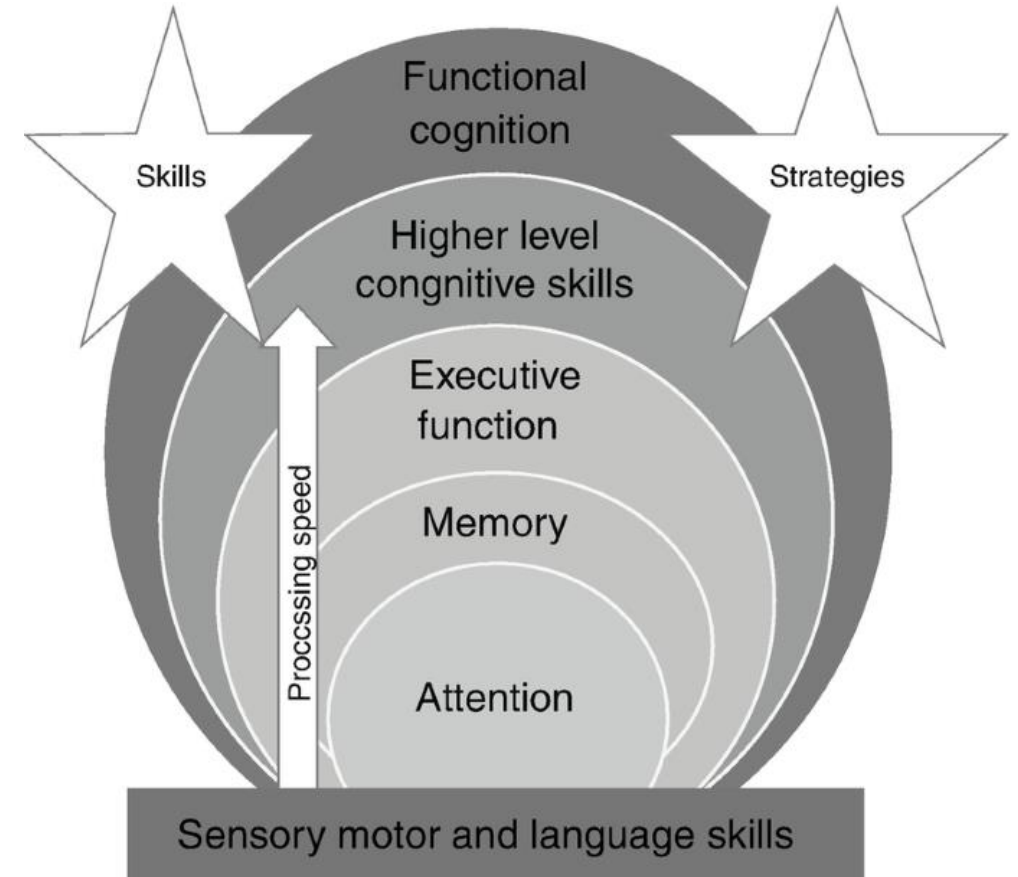 Functional
cognition
Skills
Strategies
Higher level
congnitive skills
Executive
function
Memory
Proccssing speed
Attention
Sensory motor and language skills